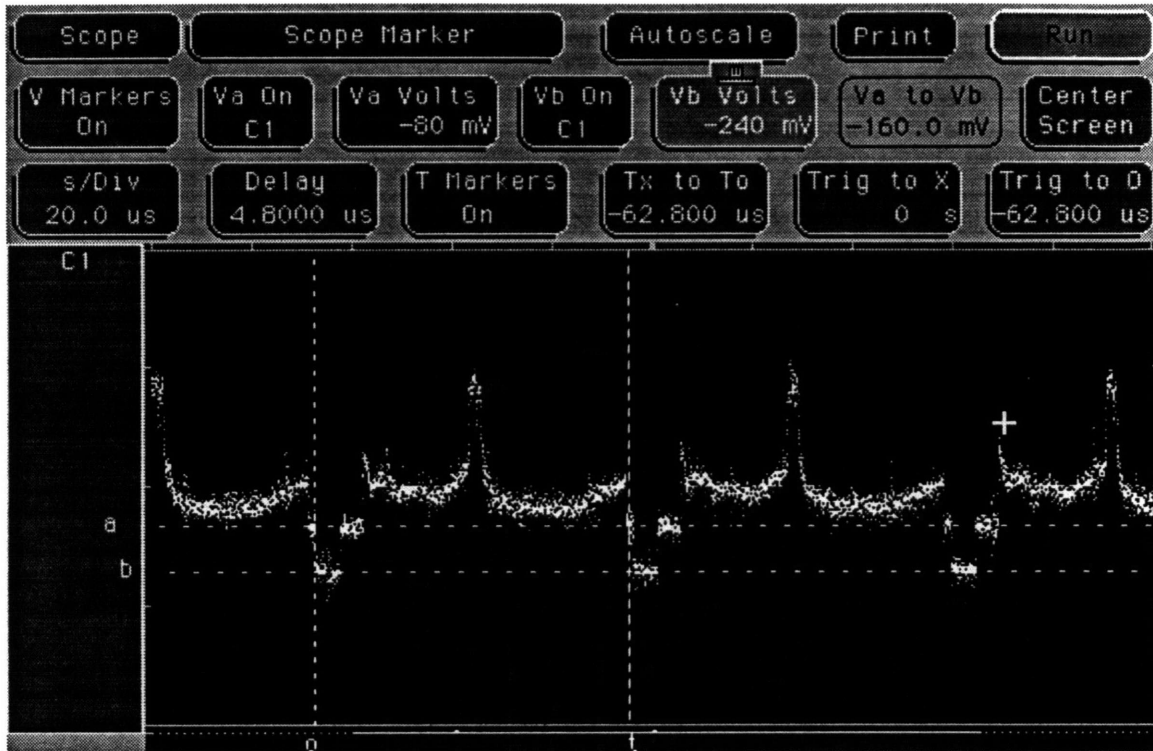 Scope Scope Marker Autoscale Print Run
V Markers Va On Va Volts Vb On Vb Volts Va to Vb Center
On C1 -80 mV C1 -240 mV -160.0 mV Screen
s/Div Delay T Markers Tx to To Trig to X Trig to O
20.0 us 4.8000 us On -62.800 us 0 s -62.800 us
C1
a
b
o t